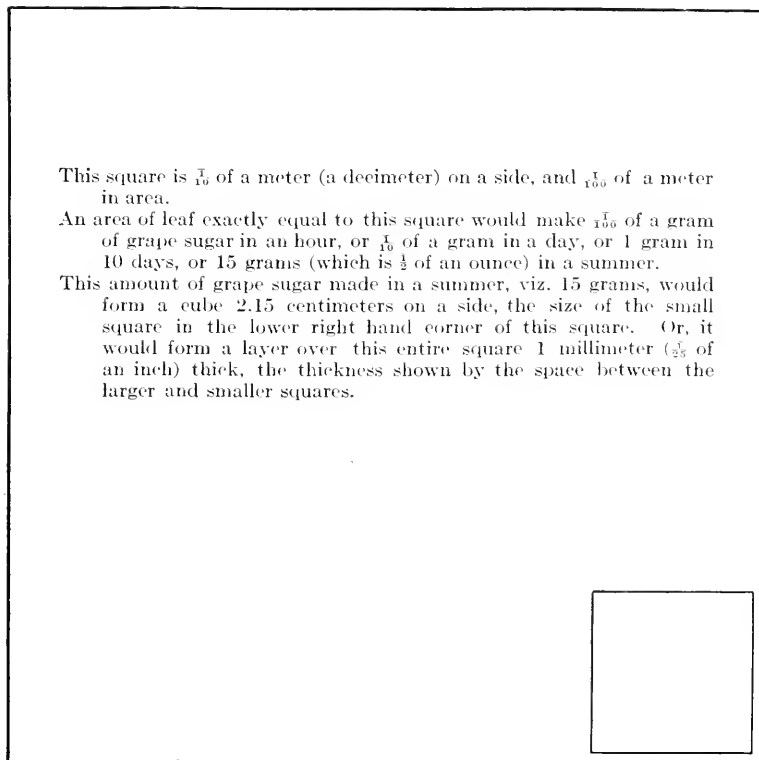 This square is 1/10 of a meter (a decimeter) on a side, and 1/100 of a meter
in area.
An area of leaf exactly equal to this square would make 1/100 of a gram
of grape sugar in an hour, or 1/10 of a gram in a day, or 1 gram in
10 days, or 15 grams (which is 1/2 of an ounce) in a summer.
This amount of grape sugar made in a summer, viz. 15 grams, would
form a cube 2.15 centimeters on a side, the size of the small
square in the lower right hand corner of this square. Or, it
would form a layer over this entire square 1 millimeter (1/25 of
an inch) thick, the thickness shown by the space between the
larger and smaller squares.